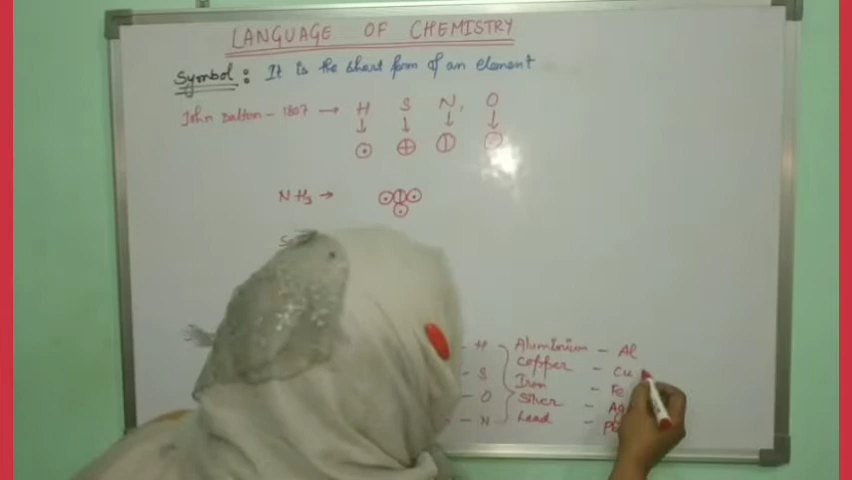 LANGUAGE OF CHEMISTRY
Symbol : It is the short form of an element
John Dalton - 1807 → H S N, O
NH3 →
S
- H Aluminium - Al
- S Copper - Cu
Iron - Fe
- O Silver - Ag
- N Lead - Pb